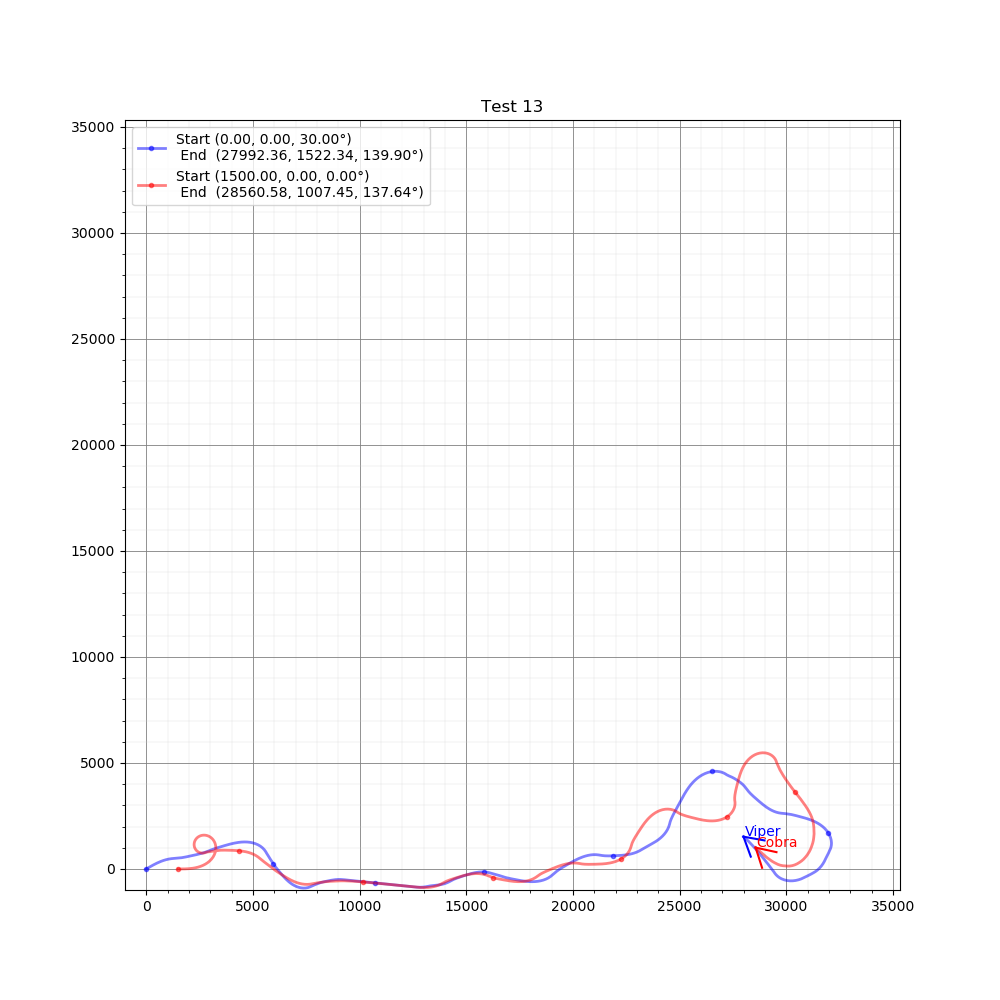 Test 13
Start (0.00, 0.00, 30.00°)
End (27992.36, 1522.34, 139.90°)
Start (1500.00, 0.00, 0.00°)
End (28560.58, 1007.45, 137.64°)
35000
30000
25000
20000
15000
10000
5000
0
Viper
Cobra
0 5000 10000 15000 20000 25000 30000 35000